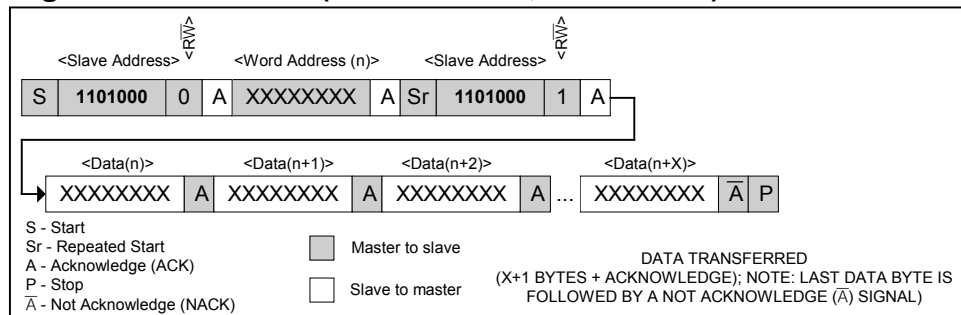 <RW̅>
<RW̅>
<Slave Address>
<Word Address (n)>
<Slave Address>
S 1101000 0 A XXXXXXXX A Sr 1101000 1 A
<Data(n)>
<Data(n+1)>
<Data(n+2)>
<Data(n+X)>
XXXXXXXX A XXXXXXXX A XXXXXXXX A ... XXXXXXXX A̅ P
S - Start
Sr - Repeated Start
A - Acknowledge (ACK)
P - Stop
A̅ - Not Acknowledge (NACK)
Master to slave
Slave to master
DATA TRANSFERRED
(X+1 BYTES + ACKNOWLEDGE); NOTE: LAST DATA BYTE IS
FOLLOWED BY A NOT ACKNOWLEDGE (A̅) SIGNAL)